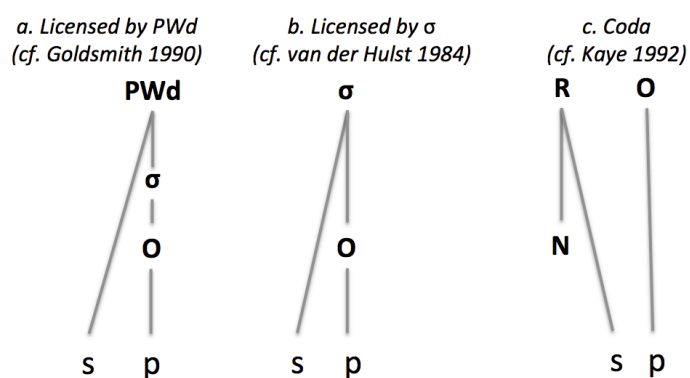 a. Licensed by PWd
(cf. Goldsmith 1990)
PWd
σ
O
s p
b. Licensed by σ
(cf. van der Hulst 1984)
σ
O
s p
c. Coda
(cf. Kaye 1992)
R O
N
s p